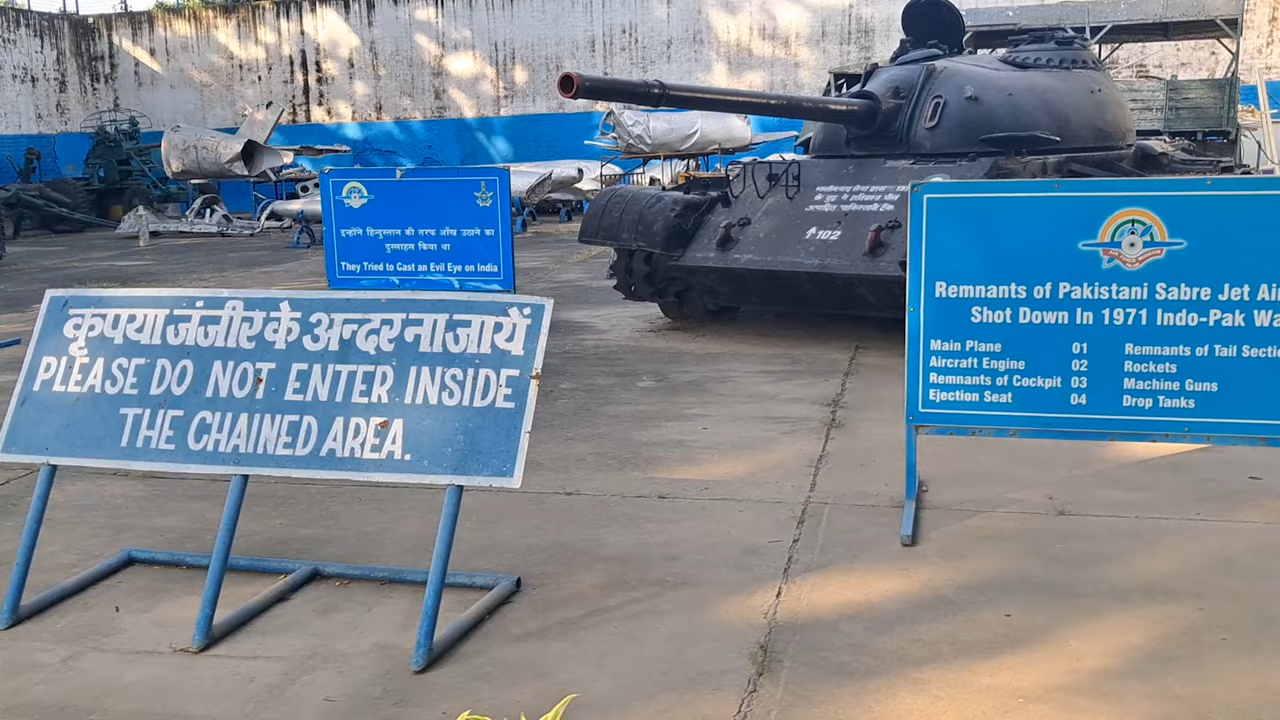 इन्होंने हिन्दुस्तान की तरफ आँख उठाने का
दुस्साहस किया था
They Tried to Cast an Evil Eye on India
कृपया जंजीर के अन्दर ना जायें
PLEASE DO NOT ENTER INSIDE
THE CHAINED AREA.
भारतीय वायु सेना द्वारा
102
Remnants of Pakistani Sabre Jet
Shot Down In 1971 Indo-Pak
Main Plane 01 Remnants of Tail
Aircraft Engine 02 Rockets
Remnants of Cockpit 03 Machine Guns
Ejection Seat 04 Drop Tanks